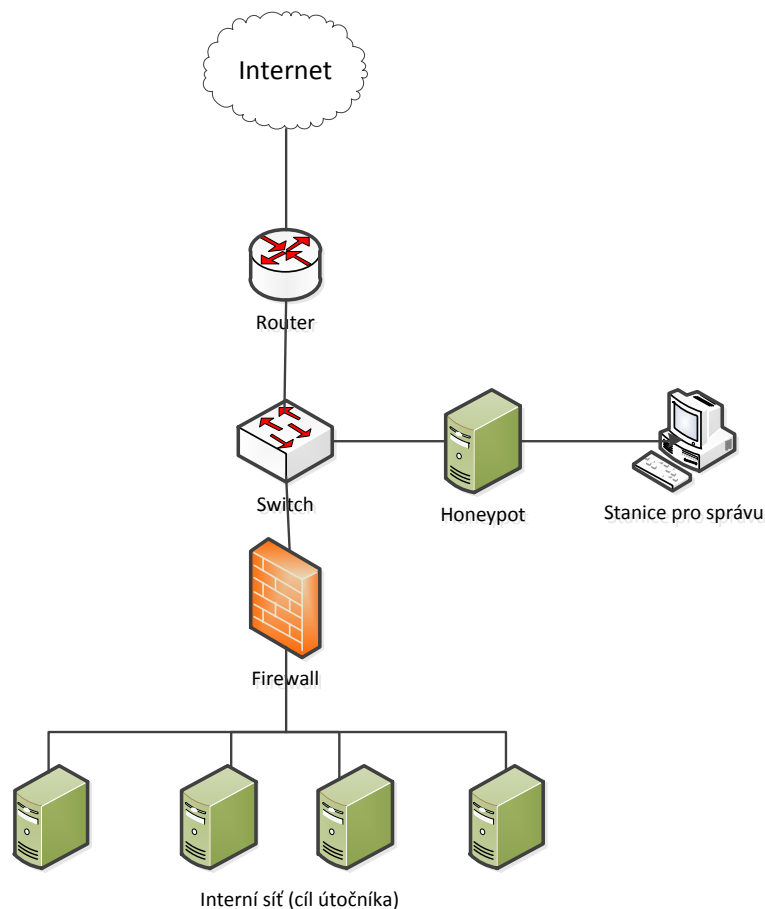 Internet
Router
Switch
Honeypot
Stanice pro správu
Firewall
Interní síť (cíl útočníka)